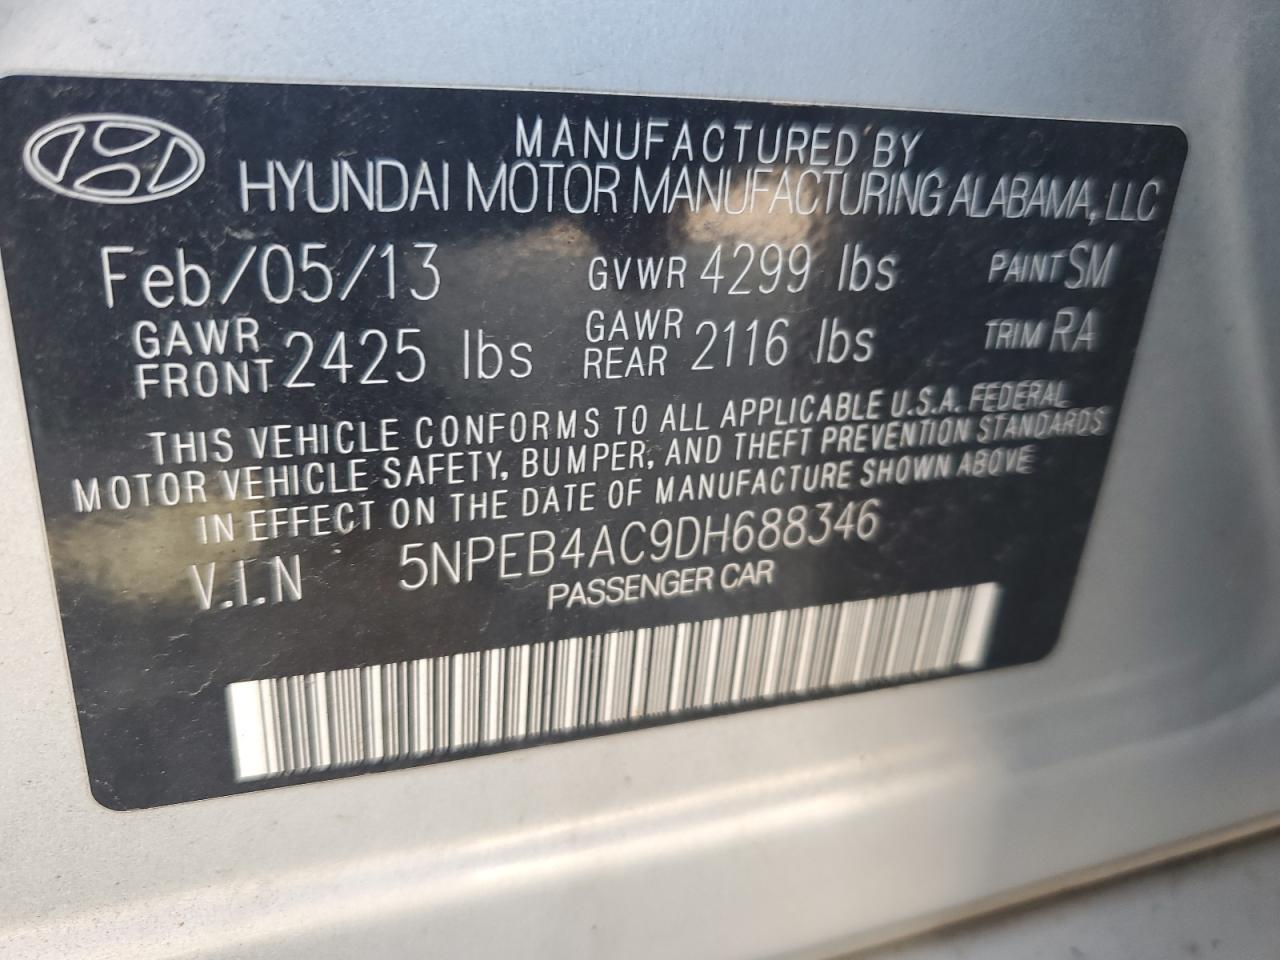 MANUFACTURED BY
HYUNDAI MOTOR MANUFACTURING ALABAMA, LLC
Feb/05/13 GVWR 4299 lbs PAINT SM
GAWR FRONT 2425 lbs GAWR REAR 2116 lbs TRIM RA
THIS VEHICLE CONFORMS TO ALL APPLICABLE U.S.A. FEDERAL
MOTOR VEHICLE SAFETY, BUMPER, AND THEFT PREVENTION STANDARDS
IN EFFECT ON THE DATE OF MANUFACTURE SHOWN ABOVE
V.I.N 5NPEB4AC9DH688346
PASSENGER CAR